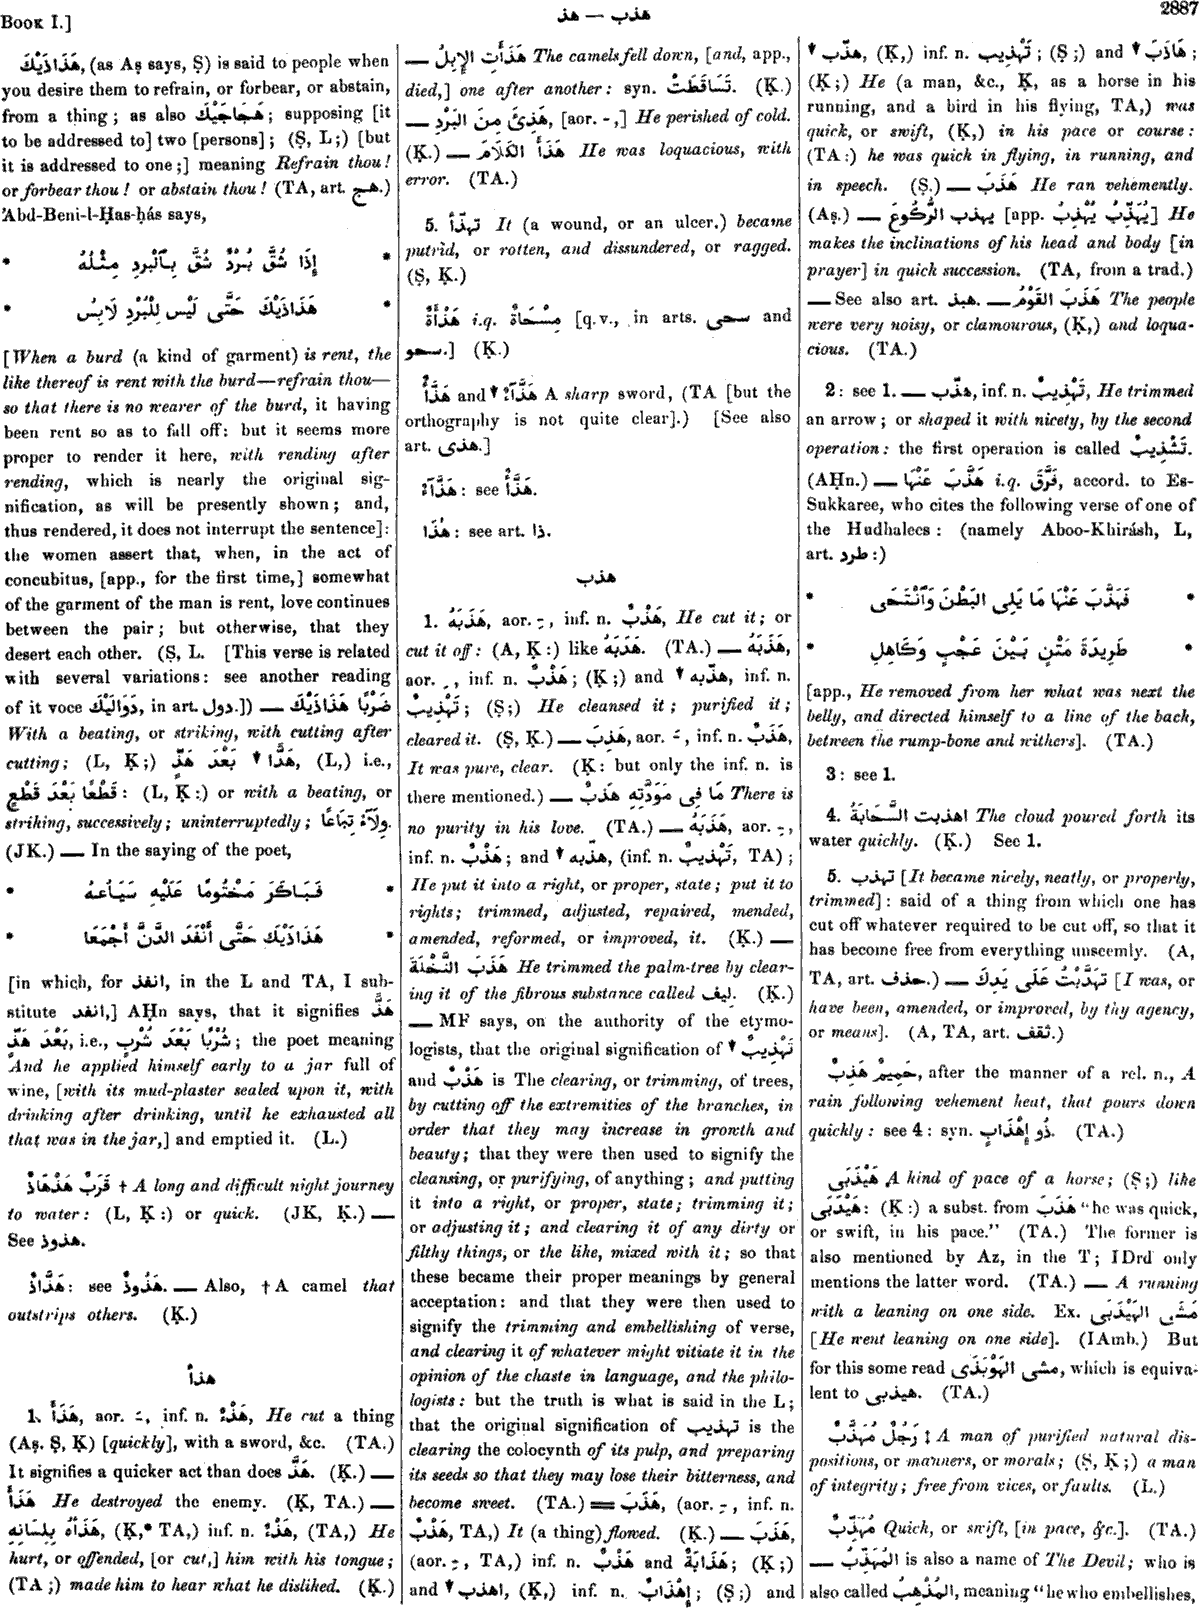 Book I.]
هذ — هذب
2887
هَذَاذَيْكَ, (as Aṣ says, Ṣ) is said to people when
you desire them to refrain, or forbear, or abstain,
from a thing; as also هَجَاجَيْكَ; supposing [it
to be addressed to] two [persons]; (Ṣ, L;) [but
it is addressed to one;] meaning Refrain thou!
or forbear thou! or abstain thou! (TA, art. هج.)
'Abd-Beni-l-Ḥas-ḥás says,
* إِذَا شُقَّ بُرْدٌ شُقَّ بِٱلْبُردِ مِثْلُهُ *
* هَذَاذَيْكَ حَتَّى لَيْس لِلْبُرْدِ لَابِسُ *
[When a burd (a kind of garment) is rent, the
like thereof is rent with the burd—refrain thou—
so that there is no wearer of the burd, it having
been rent so as to fall off: but it seems more
proper to render it here, with rending after
rending, which is nearly the original sig-
nification, as will be presently shown; and,
thus rendered, it does not interrupt the sentence]:
the women assert that, when, in the act of
concubitus, [app., for the first time,] somewhat
of the garment of the man is rent, love continues
between the pair; but otherwise, that they
desert each other. (Ṣ, L. [This verse is related
with several variations: see another reading
of it voce دَوَالَيْكَ, in art. دول.]) — ضَرْبًا هَذَاذَيْكَ
With a beating, or striking, with cutting after
cutting; (L, Ḳ;) هَذًّا ↓ بَعْدَ هَذٍّ, (L,) i.e.,
قَطْعًا بَعْدَ قَطْعٍ: (L, Ḳ:) or with a beating, or
striking, successively; uninterruptedly; وِلَآءً تِبَاعًا.
(JK.) — In the saying of the poet,
* فَبَاكَرَ مَخْتُومًا عَلَيْهِ سَيَاعُهُ *
* هَذَاذَيْكَ حَتَّى أَنْفَدَ الدَّنَّ أَجْمَعَا *
[in which, for انفذ, in the L and TA, I sub-
stitute انفد,] AḤn says, that it signifies هَذًّ
بَعْدَ هَذٍّ, i.e., شُرْبًا بَعْدَ شُرْبٍ; the poet meaning
And he applied himself early to a jar full of
wine, [with its mud-plaster sealed upon it, with
drinking after drinking, until he exhausted all
that was in the jar,] and emptied it. (L.)
قَرَبٌ هَذْهَاذٌ † A long and difficult night journey
to water: (L, Ḳ:) or quick. (JK, Ḳ.) —
See هذوذ.
هَذَّاذٌ: see هَذُوذٌ. — Also, † A camel that
outstrips others. (Ḳ.)
هذأ
1. هَذَأَ, aor. ـَ, inf. n. هَذْءٌ, He cut a thing
(Aṣ. Ṣ, Ḳ) [quickly], with a sword, &c. (TA.)
It signifies a quicker act than does هَذَّ. (Ḳ.) —
هَذَأَ He destroyed the enemy. (Ḳ, TA.) —
هَذَأَهُ بِلِسَانِهِ, (Ḳ,* TA,) inf. n. هَذْءٌ, (TA,) He
hurt, or offended, [or cut,] him with his tongue;
(TA;) made him to hear what he disliked. (Ḳ.)
— هَذَأَتِ الإِبِلُ The camels fell down, [and, app.,
died,] one after another: syn. تَسَاقَطَتْ. (Ḳ.)
— هَذِئَ مِنَ البَرْدِ, [aor. ـَ,] He perished of cold.
(Ḳ.) — هَذَأَ الكَلَامَ He was loquacious, with
error. (TA.)
5. تهذّأ It (a wound, or an ulcer.) became
putrid, or rotten, and dissundered, or ragged.
(Ṣ, Ḳ.)
هَذْأَةٌ i.q. مِسْحَاةٌ [q.v., in arts. سحى and
سحو.] (Ḳ.)
هَذَّأٌ and ↓ هَذَّآءٌ A sharp sword, (TA [but the
orthography is not quite clear].) [See also
art. هذى.]
هَذَّآءٌ: see هَذَّأٌ.
هٰذَا: see art. ذا.
هذب
1. هَذَبَهُ, aor. ـِ, inf. n. هَذْبٌ, He cut it; or
cut it off: (A, Ḳ:) like هَدَبَهُ. (TA.) — هَذَبَهُ,
aor. ـِ, inf. n. هَذْبٌ; (Ḳ;) and ↓ هذّبه, inf. n.
تَهْذِيبٌ; (Ṣ;) He cleansed it; purified it;
cleared it. (Ṣ, Ḳ.) — هَذِبَ, aor. ـَ, inf. n. هَذَبٌ,
It was pure, clear. (Ḳ: but only the inf. n. is
there mentioned.) — مَا فِى مَوَدَّتِهِ هَذَبٌ There is
no purity in his love. (TA.) — هَذَبَهُ, aor. ـِ,
inf. n. هَذْبٌ; and ↓ هذّبه, (inf. n. تَهْذِيبٌ, TA);
He put it into a right, or proper, state; put it to
rights; trimmed, adjusted, repaired, mended,
amended, reformed, or improved, it. (Ḳ.) —
هَذَبَ النَّخْلَةَ He trimmed the palm-tree by clear-
ing it of the fibrous substance called ليف. (Ḳ.)
— MF says, on the authority of the etymo-
logists, that the original signification of ↓ تَهْذِيبٌ
and هَذْبٌ is The clearing, or trimming, of trees,
by cutting off the extremities of the branches, in
order that they may increase in growth and
beauty; that they were then used to signify the
cleansing, or purifying, of anything; and putting
it into a right, or proper, state; trimming it;
or adjusting it; and clearing it of any dirty or
filthy things, or the like, mixed with it; so that
these became their proper meanings by general
acceptation: and that they were then used to
signify the trimming and embellishing of verse,
and clearing it of whatever might vitiate it in the
opinion of the chaste in language, and the philo-
logists: but the truth is what is said in the L;
that the original signification of تهذيب is the
clearing the colocynth of its pulp, and preparing
its seeds so that they may lose their bitterness, and
become sweet. (TA.) == هَذَبَ, (aor. ـِ, inf. n.
هَذْبٌ, TA,) It (a thing) flowed. (Ḳ.) — هَذَبَ,
(aor. ـِ, TA,) inf. n. هَذْبٌ and هَذَابَةٌ; (Ḳ;)
and ↓ اهذب, (Ḳ,) inf. n. إِهْذَابٌ; (Ṣ;) and
↓ هذّب, (Ḳ,) inf. n. تَهْذِيب; (Ṣ;) and ↓ هَاذَبَ;
(Ḳ;) He (a man, &c., Ḳ, as a horse in his
running, and a bird in his flying, TA,) was
quick, or swift, (Ḳ,) in his pace or course:
(TA:) he was quick in flying, in running, and
in speech. (Ṣ.) — هَذَبَ He ran vehemently.
(Aṣ.) — يهذب الرُّكُوعَ [app. يُهْذِبُ يُهَذِّبُ] He
makes the inclinations of his head and body [in
prayer] in quick succession. (TA, from a trad.)
— See also art. هبذ. — هَذَبَ القَوْمُ The people
were very noisy, or clamourous, (Ḳ,) and loqua-
cious. (TA.)
2: see 1. — هذّب, inf. n. تَهْذِيبٌ, He trimmed
an arrow; or shaped it with nicety, by the second
operation: the first operation is called تَشْذِيبٌ.
(AḤn.) — هَذَّبَ عَنْهَا i.q. فَرَّقَ, accord. to Es-
Sukkaree, who cites the following verse of one of
the Hudhalees: (namely Aboo-Khirásh, L,
art. طرد:)
* فَهَذَّبَ عَنْهَا مَا يَلِى البَطْنَ وَٱنْتَحَى *
* طَرِيدَةَ مَتْنٍ بَيْنَ عَجْبٍ وَكَاهِلِ *
[app., He removed from her what was next the
belly, and directed himself to a line of the back,
between the rump-bone and withers]. (TA.)
3: see 1.
4. اهذبت السَّحَابَةُ The cloud poured forth its
water quickly. (Ḳ.) See 1.
5. تهذب [It became nicely, neatly, or properly,
trimmed]: said of a thing from which one has
cut off whatever required to be cut off, so that it
has become free from everything unseemly. (A,
TA, art. حذف.) — تَهَذَّبْتُ عَلَى يَدِكَ [I was, or
have been, amended, or improved, by thy agency,
or means]. (A, TA, art. ثقف.)
حَمِيمٌ هَذِبٌ, after the manner of a rel. n., A
rain following vehement heat, that pours down
quickly: see 4: syn. ذُو إِهْذَابٍ. (TA.)
هَيْذَبَى A kind of pace of a horse; (Ṣ;) like
هَيْدَبَى: (Ḳ:) a subst. from هَذَبَ "he was quick,
or swift, in his pace." (TA.) The former is
also mentioned by Az, in the T; IDrd only
mentions the latter word. (TA.) — A running
with a leaning on one side. Ex. مَشَى الهَيْذَبَى
[He went leaning on one side]. (IAmb.) But
for this some read مشى الهَوْبَذَى, which is equiva-
lent to هيذبى. (TA.)
رَجُلٌ مُهَذَّبٌ ‡ A man of purified natural dis-
positions, or manners, or morals; (Ṣ, Ḳ;) a man
of integrity; free from vices, or faults. (L.)
مُهَذِّبٌ Quick, or swift, [in pace, &c.]. (TA.)
— المُهَذِّبُ is also a name of The Devil; who is
also called المُذْهِبُ, meaning "he who embellishes,